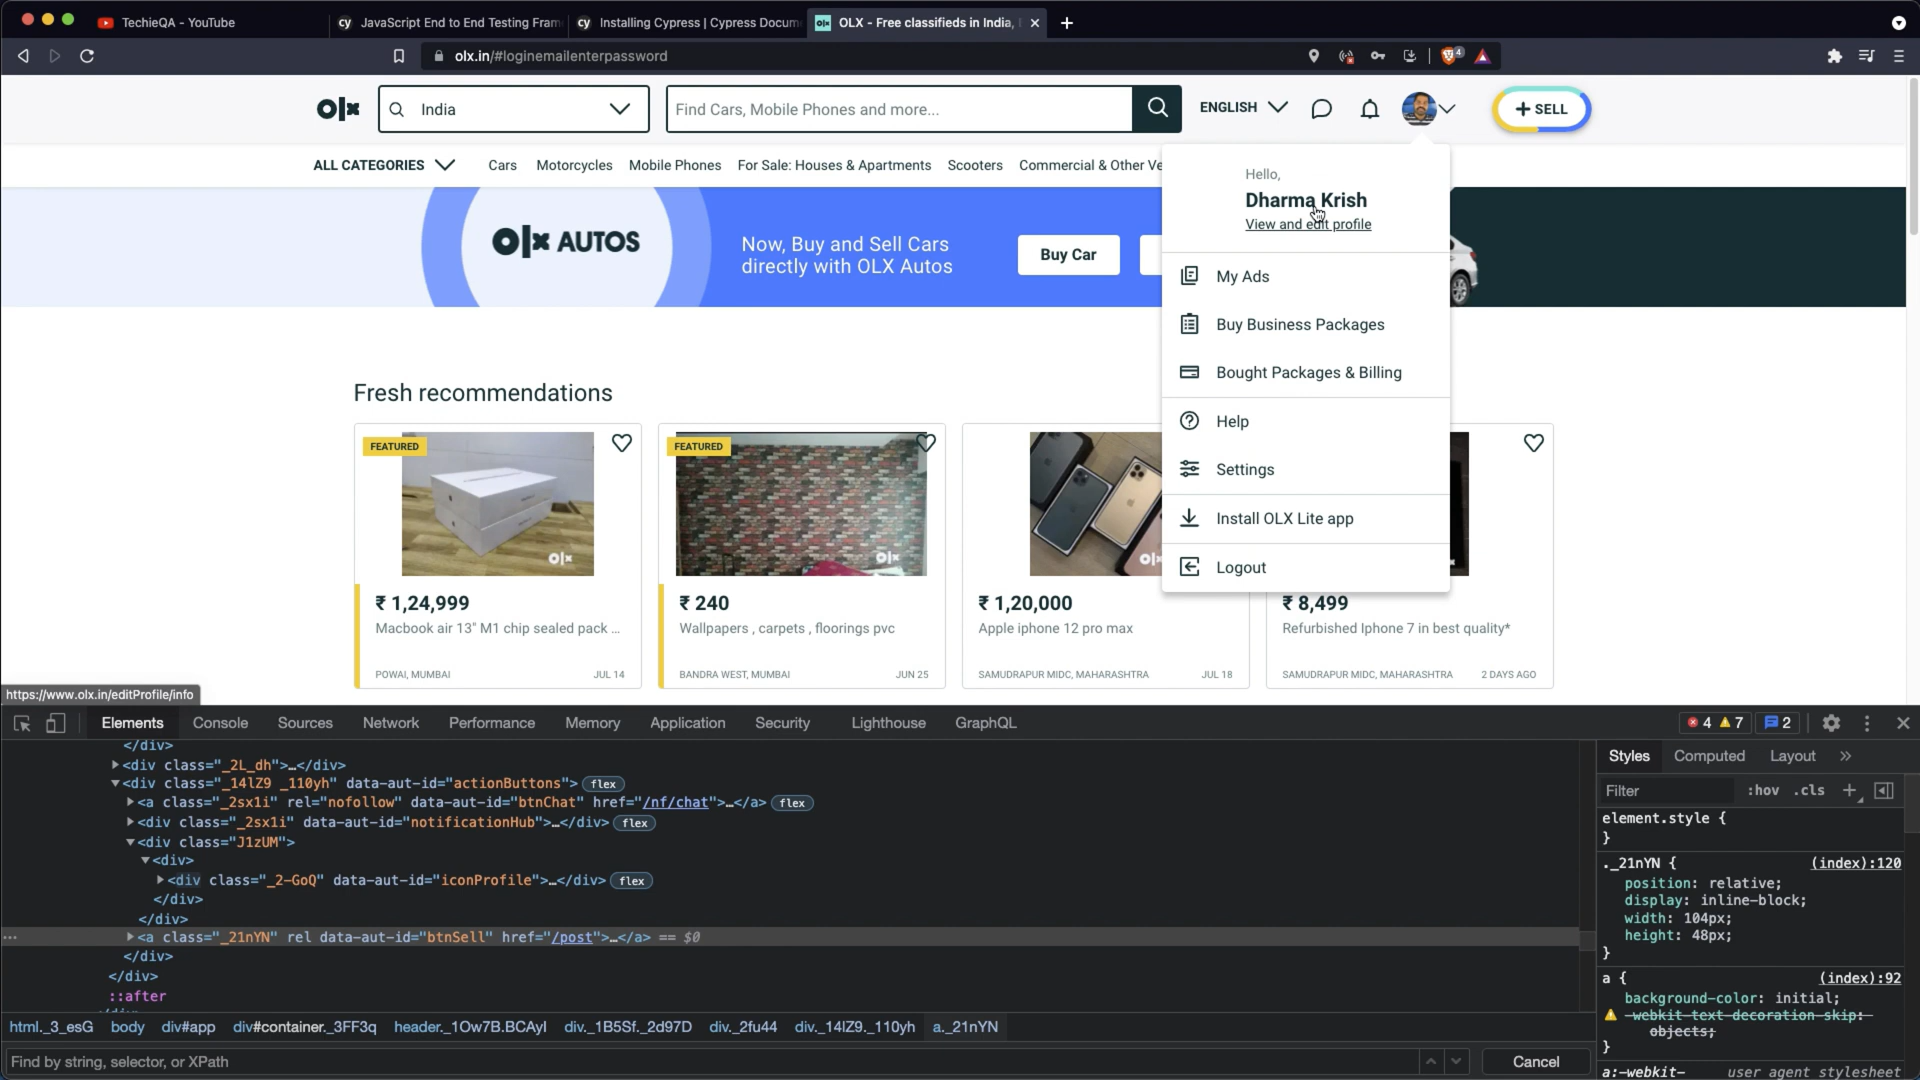 TechieQA - YouTube
JavaScript End to End Testing Fram
Installing Cypress | Cypress Docum
OLX - Free classifieds in India,
olx.in/#loginemailenterpassword
4
olx
India
Find Cars, Mobile Phones and more...
ENGLISH
+ SELL
ALL CATEGORIES
Cars
Motorcycles
Mobile Phones
For Sale: Houses & Apartments
Scooters
Commercial & Other Ve
Hello,
Dharma Krish
View and edit profile
olx AUTOS
Now, Buy and Sell Cars
directly with OLX Autos
Buy Car
My Ads
Buy Business Packages
Bought Packages & Billing
Help
Settings
Install OLX Lite app
Logout
Fresh recommendations
FEATURED
olx
₹ 1,24,999
Macbook air 13" M1 chip sealed pack ...
POWAI, MUMBAI
JUL 14
FEATURED
olx
₹ 240
Wallpapers , carpets , floorings pvc
BANDRA WEST, MUMBAI
JUN 25
₹ 1,20,000
Apple iphone 12 pro max
SAMUDRAPUR MIDC, MAHARASHTRA
JUL 18
₹ 8,499
Refurbished Iphone 7 in best quality*
SAMUDRAPUR MIDC, MAHARASHTRA
2 DAYS AGO
https://www.olx.in/editProfile/info
Elements
Console
Sources
Network
Performance
Memory
Application
Security
Lighthouse
GraphQL
4
7
2
</div>
<div class="_2L_dh">…</div>
<div class="_14lZ9 _110yh" data-aut-id="actionButtons"> flex
<a class="_2sx1i" rel="nofollow" data-aut-id="btnChat" href="/nf/chat">…</a> flex
<div class="_2sx1i" data-aut-id="notificationHub">…</div> flex
<div class="J1zUM">
<div>
<div class="_2-GoQ" data-aut-id="iconProfile">…</div> flex
</div>
</div>
<a class="_21nYN" rel data-aut-id="btnSell" href="/post">…</a> == $0
</div>
</div>
::after
html._3_esG
body
div#app
div#container._3FF3q
header._1Ow7B.BCAyI
div._1B5Sf._2d97D
div._2fu44
div._14lZ9._110yh
a._21nYN
Find by string, selector, or XPath
Cancel
Styles
Computed
Layout
»
Filter
:hov
.cls
+
element.style {
}
._21nYN {
(index):120
position: relative;
display: inline-block;
width: 104px;
height: 48px;
}
a {
(index):92
background-color: initial;
-webkit-text-decoration-skip:
objects;
}
a:-webkit-
user agent stylesheet